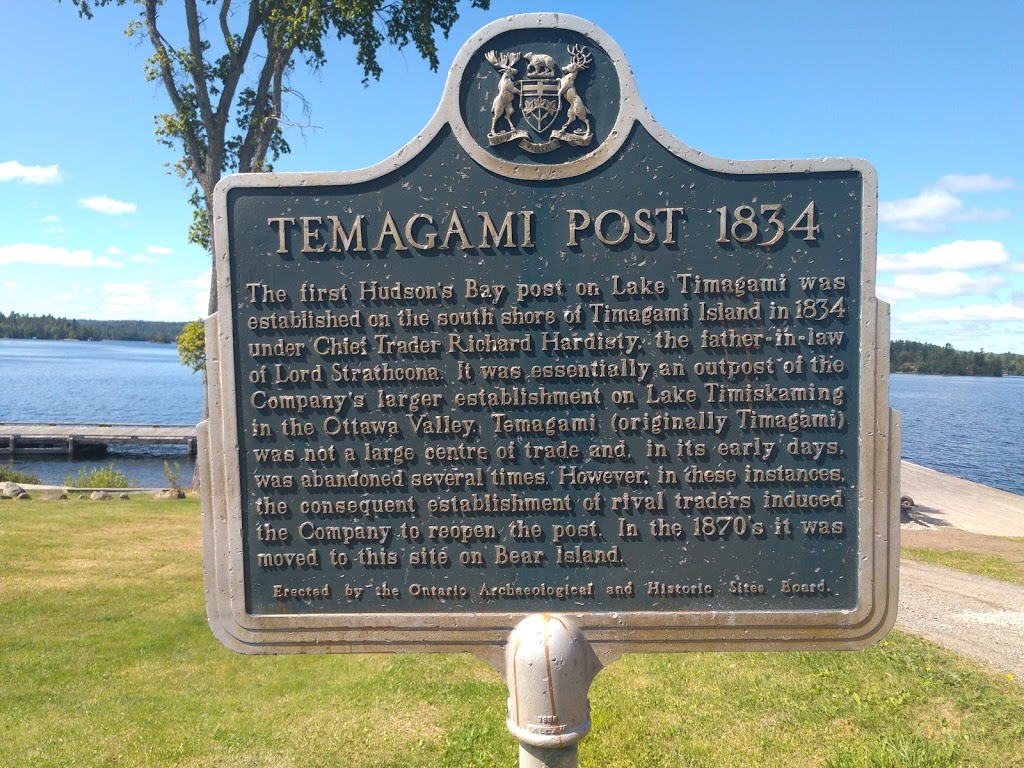 TEMAGAMI POST 1834
The first Hudson's Bay post on Lake Timagami was
established on the south shore of Timagami Island in 1834
under Chief Trader Richard Hardisty, the father-in-law
of Lord Strathcona. It was essentially an outpost of the
Company's larger establishment on Lake Timiskaming
in the Ottawa Valley. Temagami (originally Timagami)
was not a large centre of trade and, in its early days,
was abandoned several times. However, in these instances,
the consequent establishment of rival traders induced
the Company to reopen the post. In the 1870's it was
moved to this site on Bear Island.
Erected by the Ontario Archaeological and Historic Sites Board.